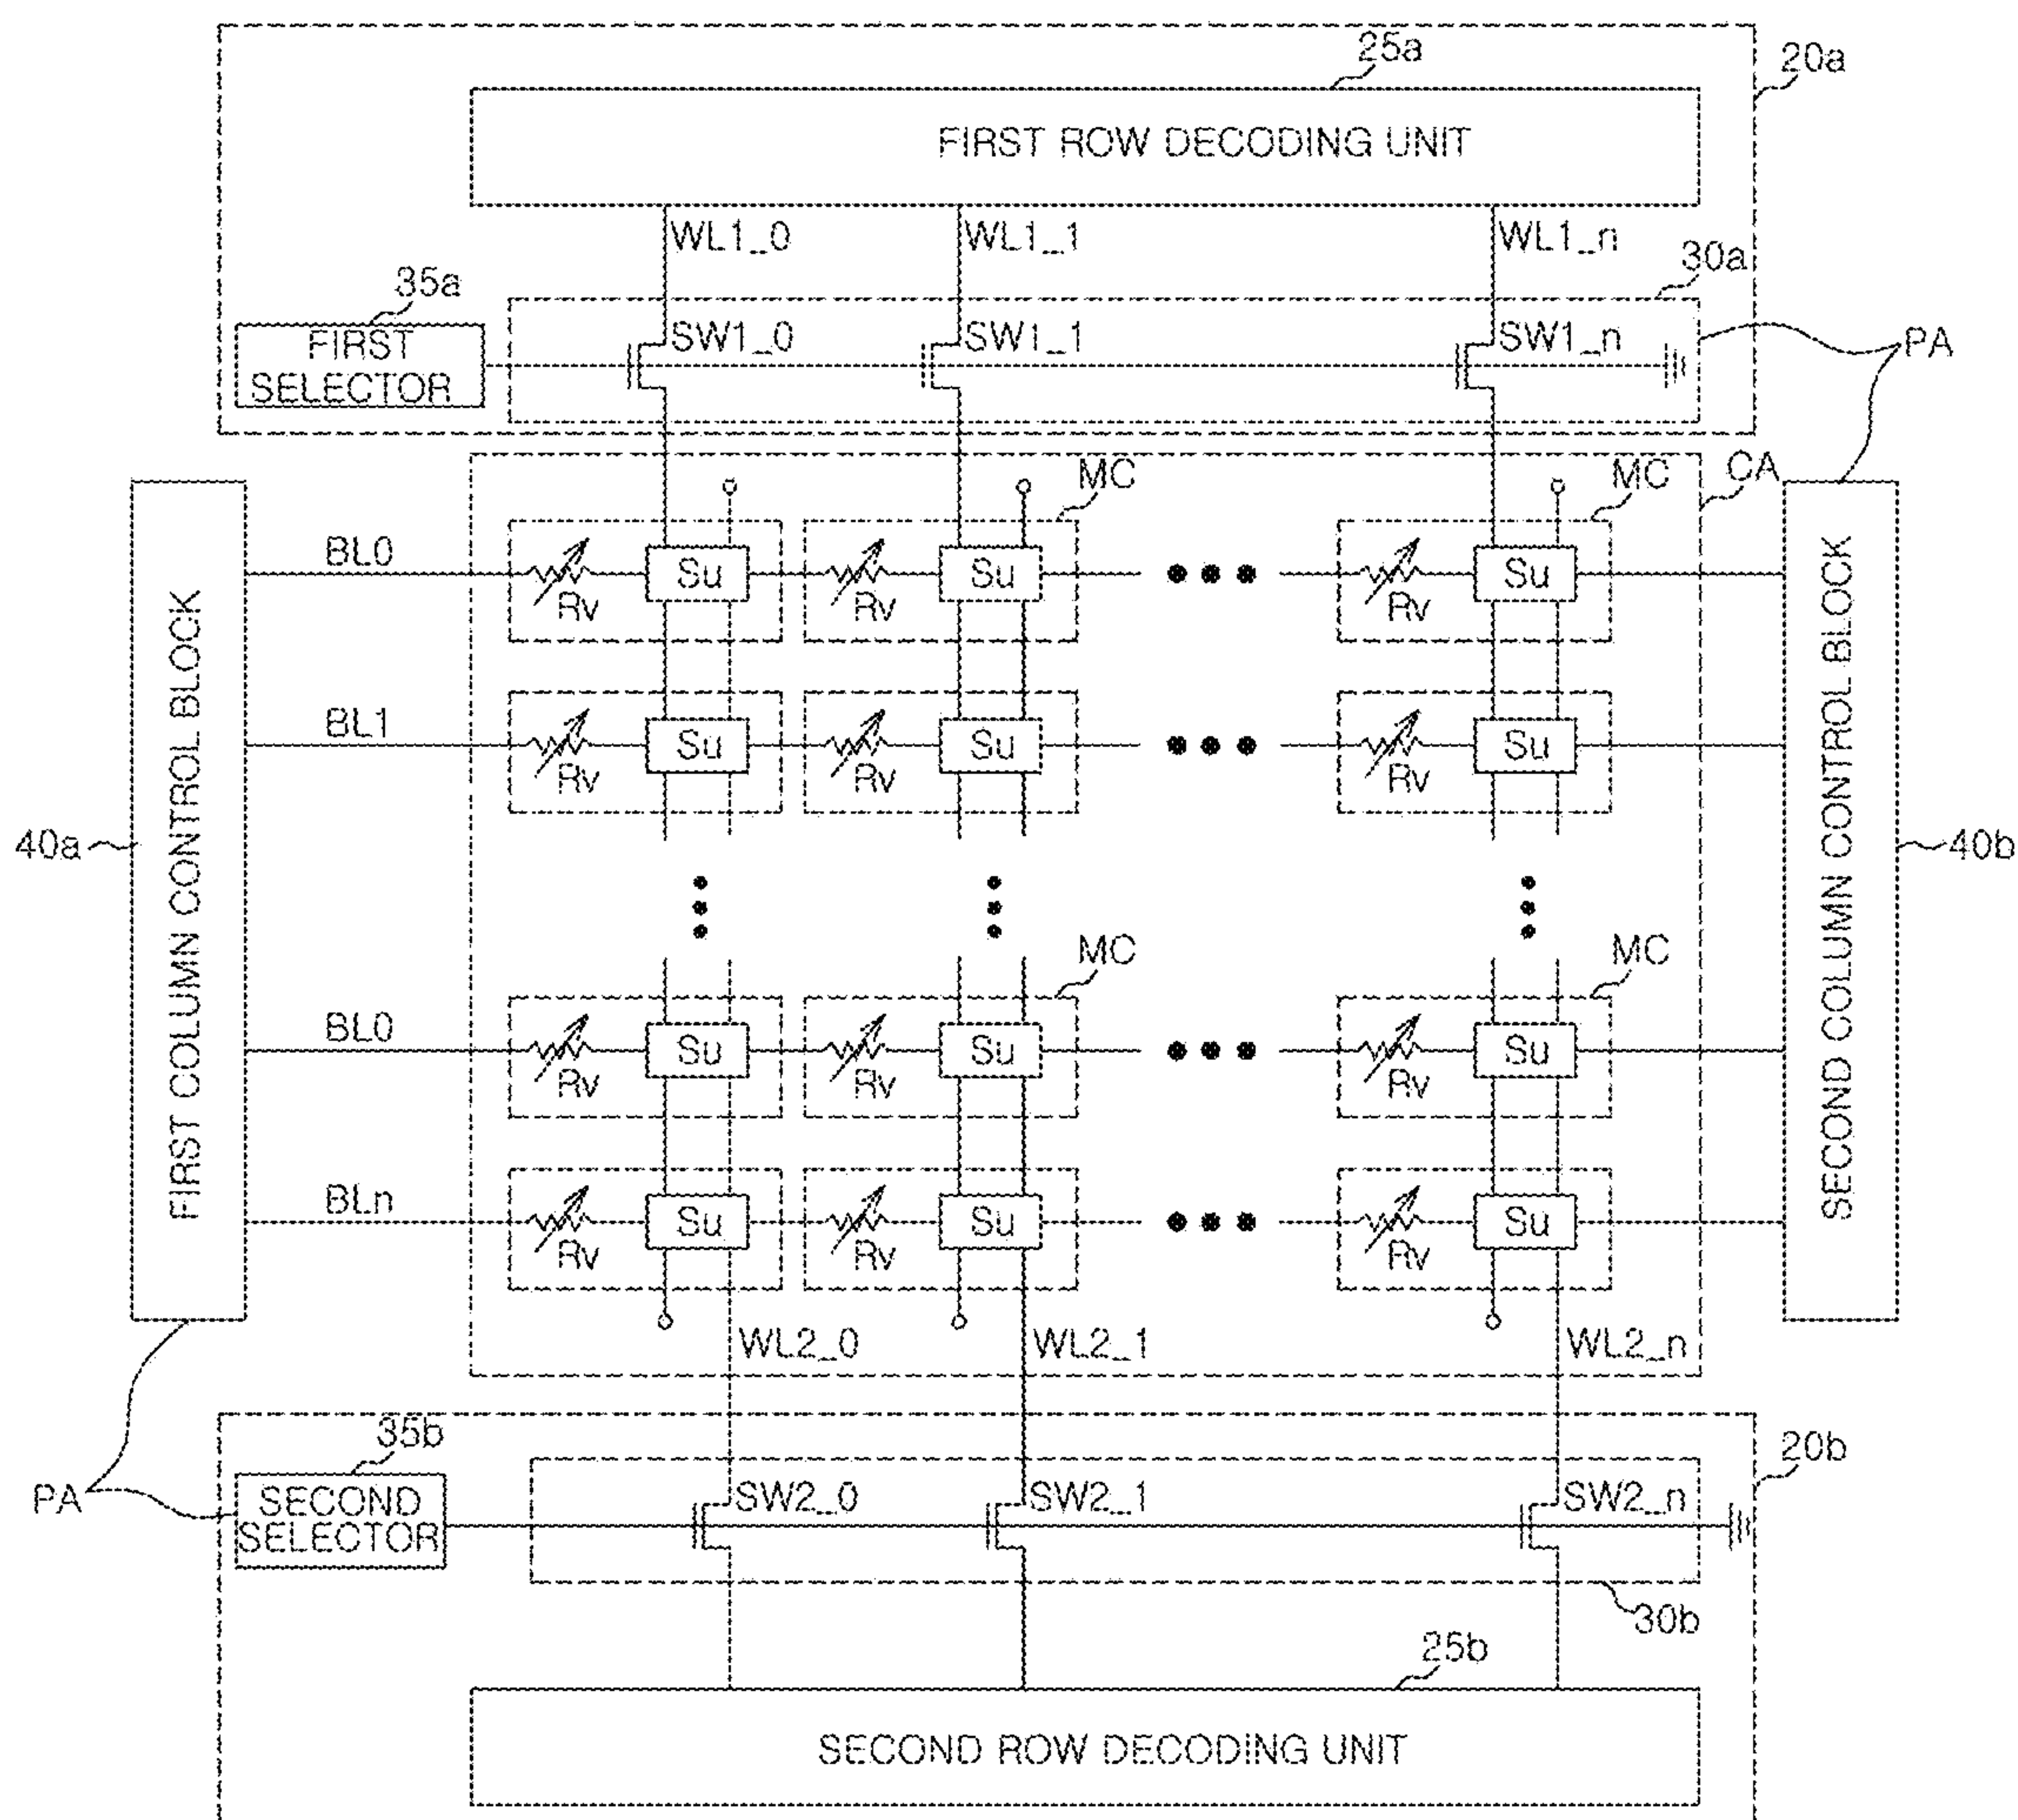 25a
20a
FIRST ROW DECODING UNIT
WL1_0 WL1_1 WL1_n
30a
35a
FIRST
SELECTOR
SW1_0 SW1_1 SW1_n
PA
MC MC CA
BL0 Su Su Su
Rv Rv Rv
BL1 Su Su Su
Rv Rv Rv
FIRST COLUMN CONTROL BLOCK
SECOND COLUMN CONTROL BLOCK
40a 40b
MC MC
BL0 Su Su Su
Rv Rv Rv
BLn Su Su Su
Rv Rv Rv
WL2_0 WL2_1 WL2_n
35b
20b
PA
SECOND
SELECTOR
SW2_0 SW2_1 SW2_n
30b
25b
SECOND ROW DECODING UNIT